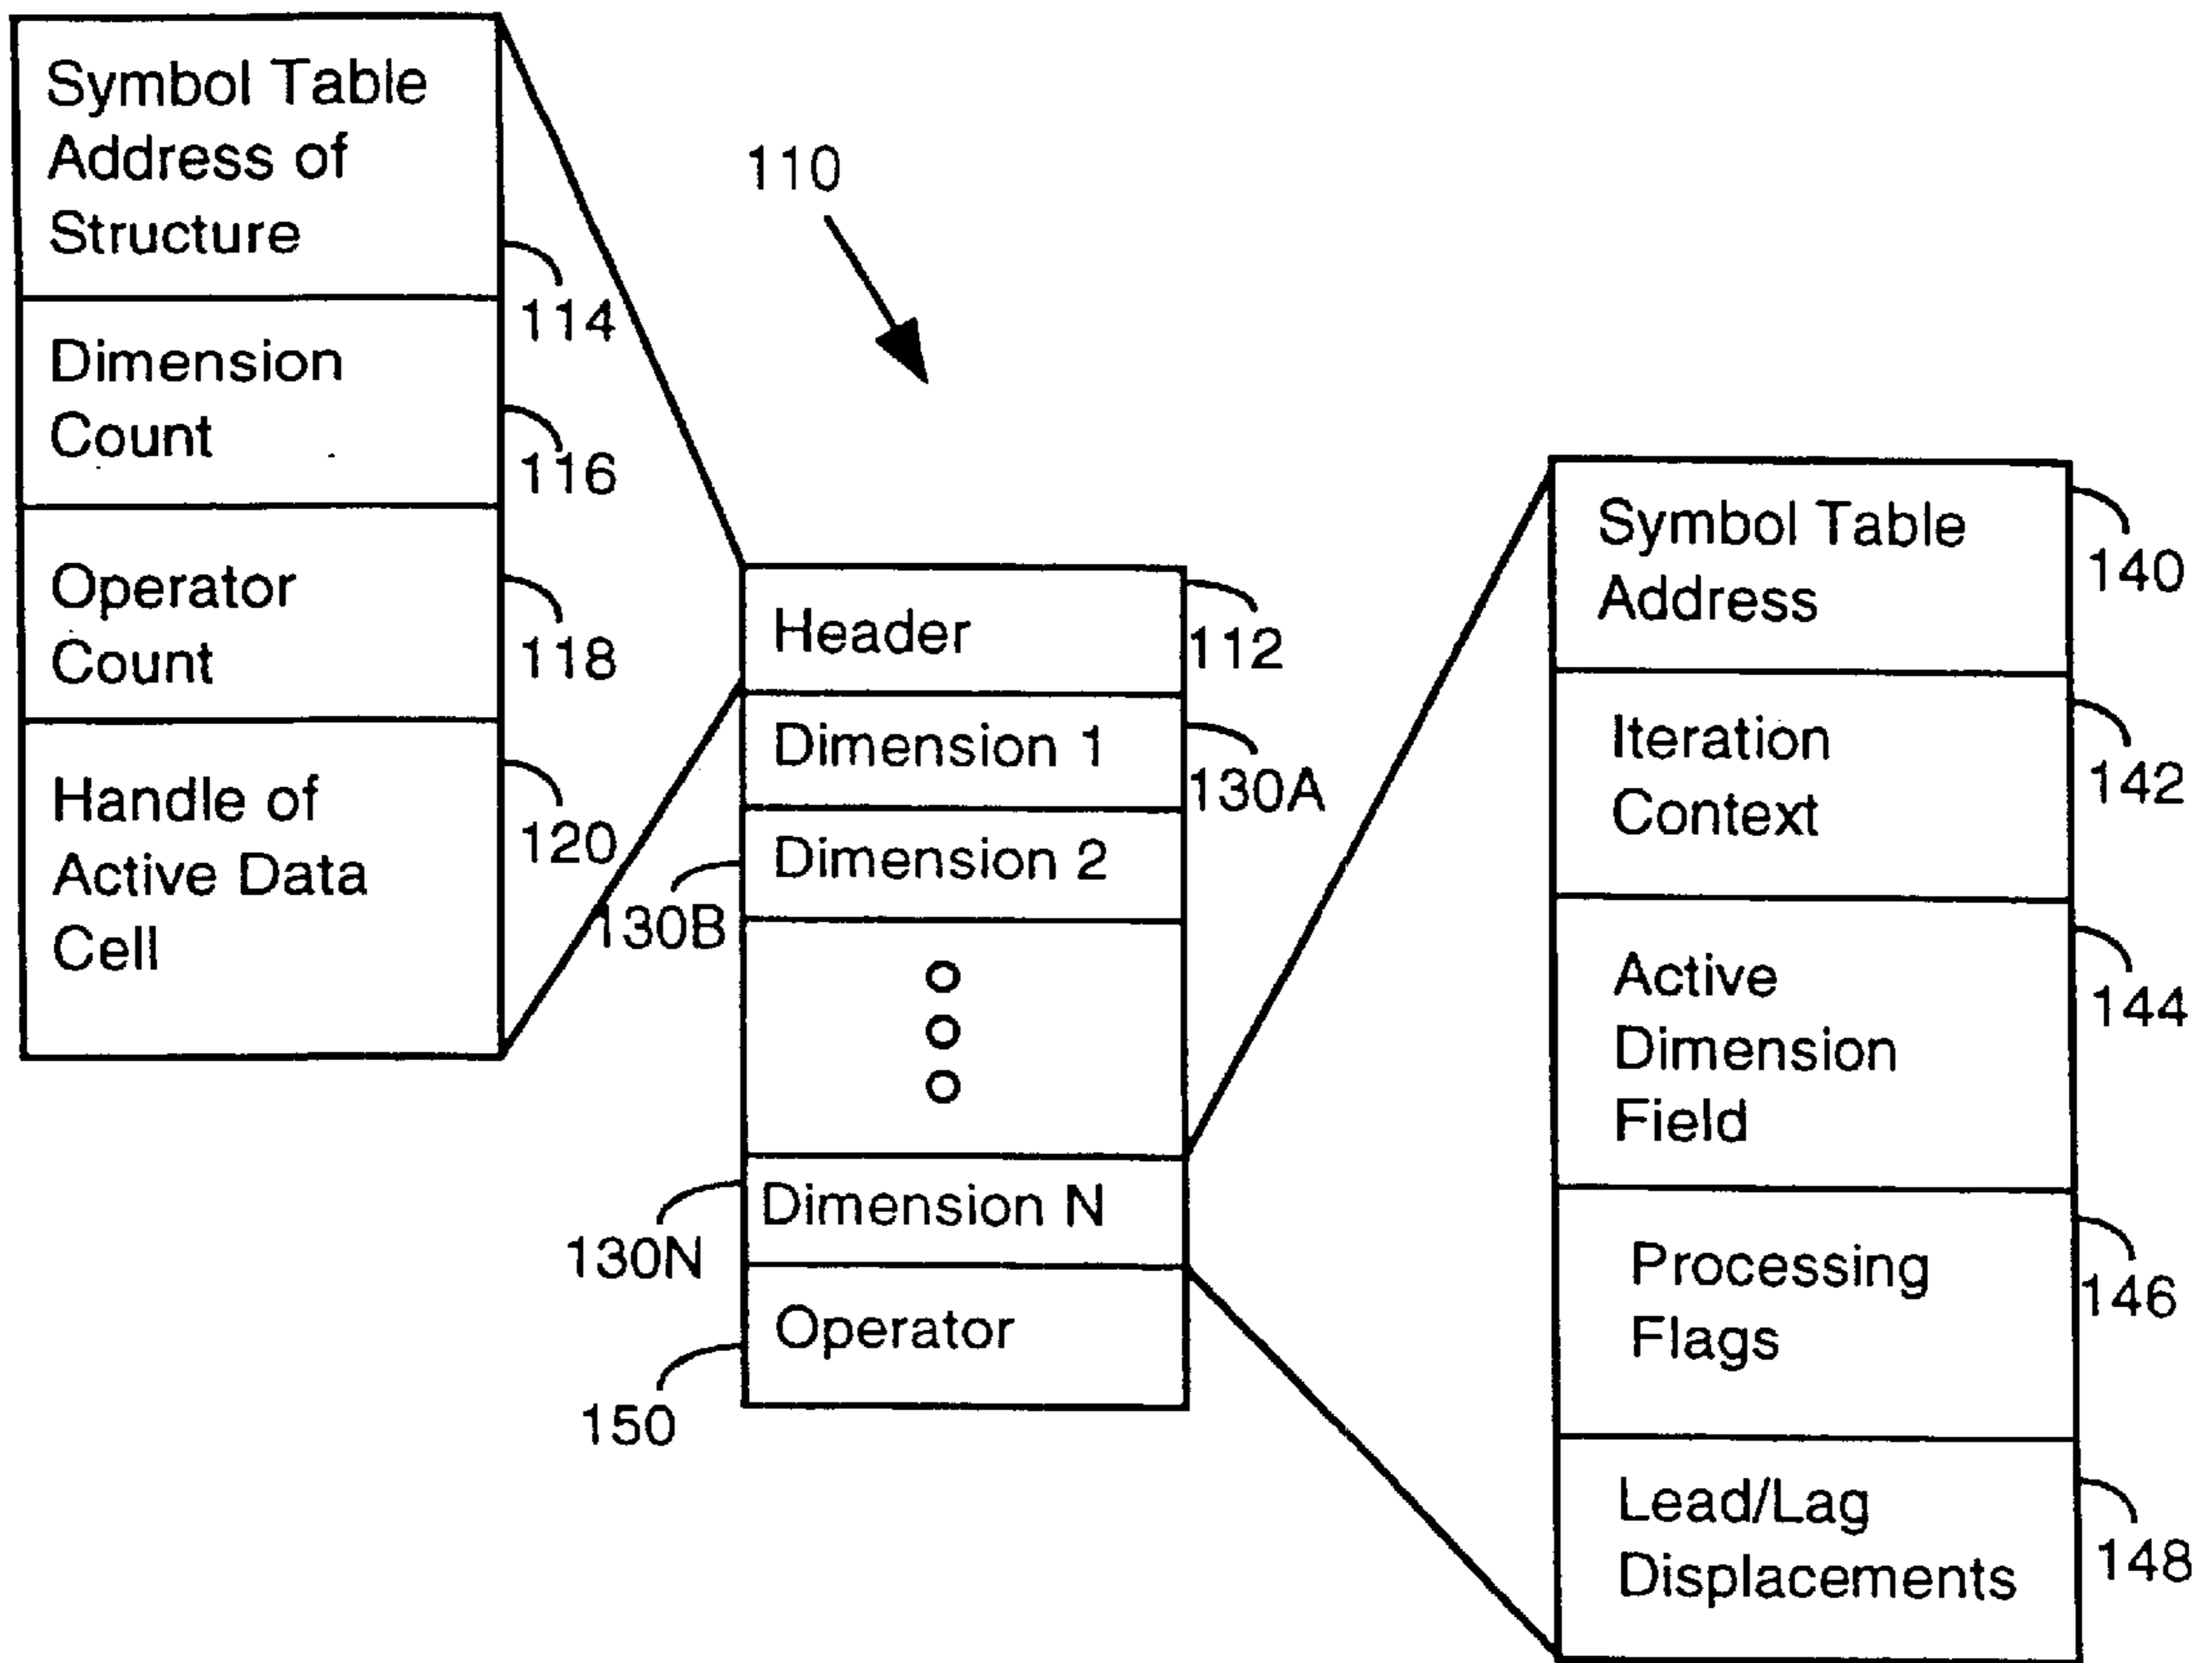 Symbol Table
Address of
Structure
114
Dimension
Count
116
Operator
Count
118
Handle of
Active Data
Cell
120
110
Header
112
Dimension 1
130A
Dimension 2
130B
Dimension N
130N
Operator
150
Symbol Table
Address
140
Iteration
Context
142
Active
Dimension
Field
144
Processing
Flags
146
Lead/Lag
Displacements
148